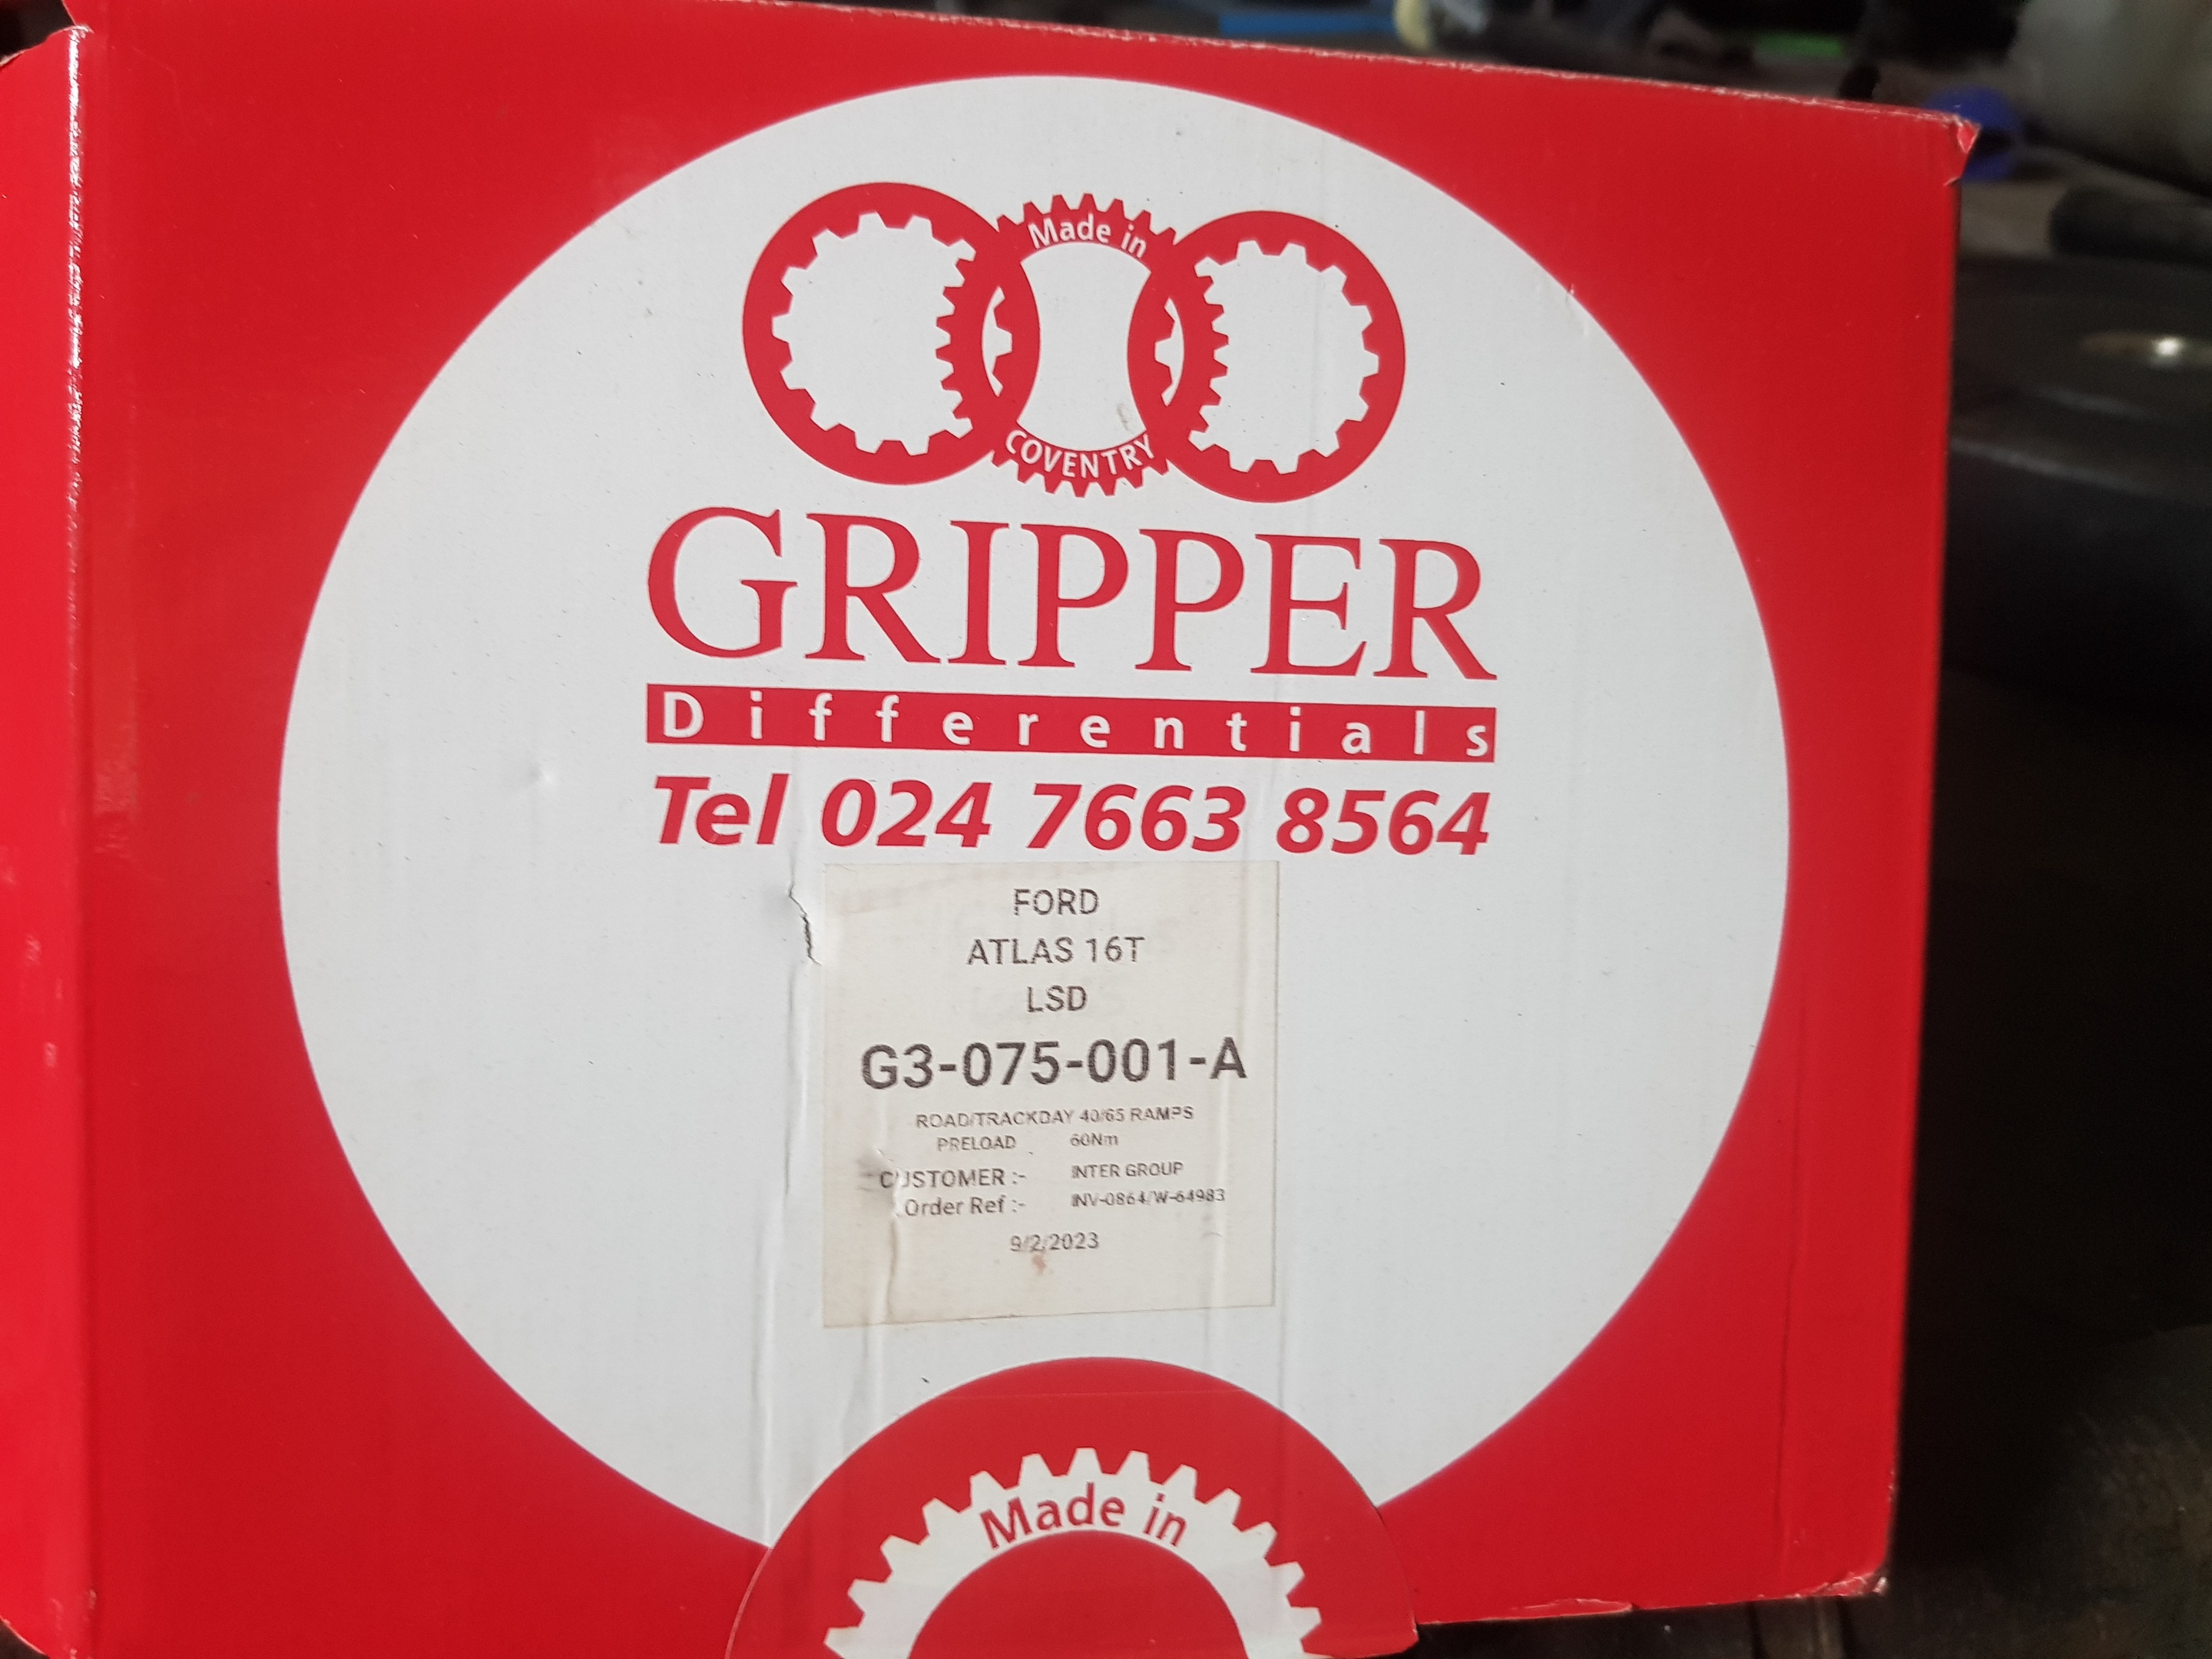 Made in
COVENTRY
GRIPPER
Differentials
Tel 024 7663 8564
FORD
ATLAS 16T
LSD
G3-075-001-A
ROAD/TRACKDAY 40/65 RAMPS
PRELOAD 60Nm
CUSTOMER :- INTER GROUP
Order Ref :- INV-0864/W-64983
9/2/2023
Made in